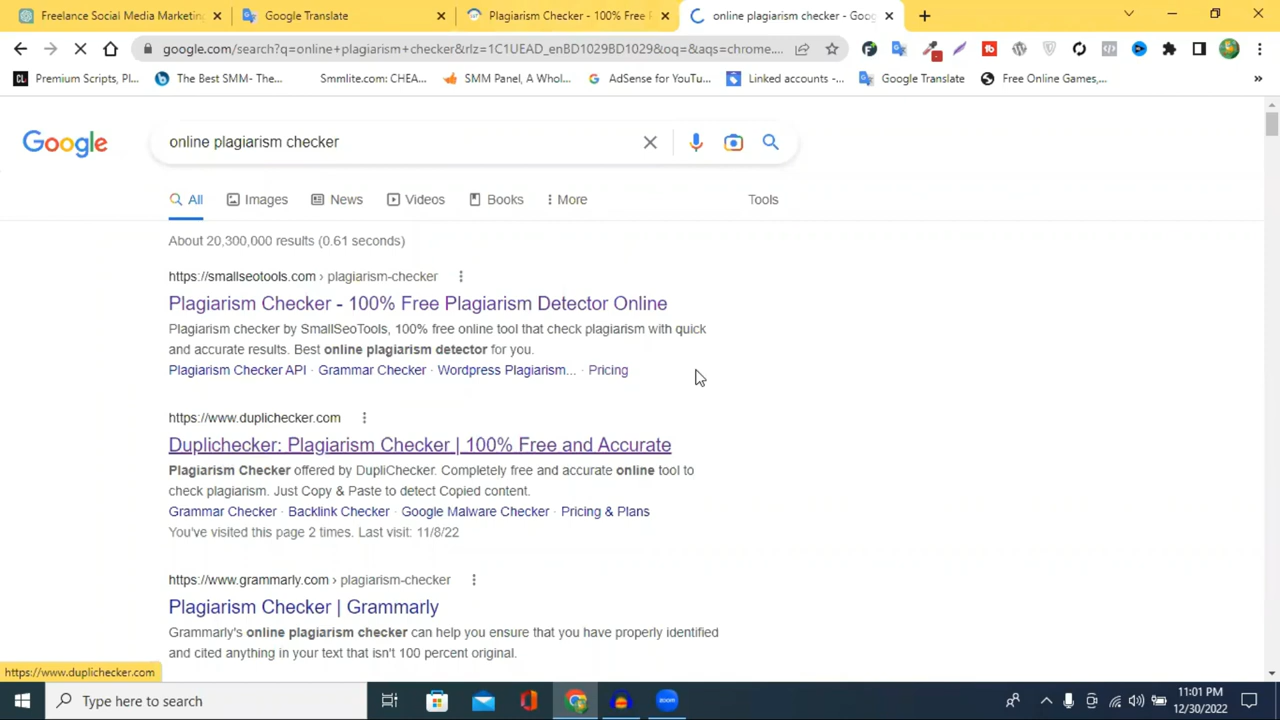 Freelance Social Media Marketing
Google Translate
Plagiarism Checker - 100% Free
online plagiarism checker - Goog
google.com/search?q=online+plagiarism+checker&rlz=1C1UEAD_enBD1029BD1029&oq=&aqs=chrome....
Premium Scripts, Pl...
The Best SMM- The...
Smmlite.com: CHEA...
SMM Panel, A Whol...
AdSense for YouTu...
Linked accounts -...
Google Translate
Free Online Games,...
Google
online plagiarism checker
All
Images
News
Videos
Books
More
Tools
About 20,300,000 results (0.61 seconds)
https://smallseotools.com › plagiarism-checker
Plagiarism Checker - 100% Free Plagiarism Detector Online
Plagiarism checker by SmallSeoTools, 100% free online tool that check plagiarism with quick
and accurate results. Best online plagiarism detector for you.
Plagiarism Checker API · Grammar Checker · Wordpress Plagiarism... · Pricing
https://www.duplichecker.com
Duplichecker: Plagiarism Checker | 100% Free and Accurate
Plagiarism Checker offered by DupliChecker. Completely free and accurate online tool to
check plagiarism. Just Copy & Paste to detect Copied content.
Grammar Checker · Backlink Checker · Google Malware Checker · Pricing & Plans
You've visited this page 2 times. Last visit: 11/8/22
https://www.grammarly.com › plagiarism-checker
Plagiarism Checker | Grammarly
Grammarly's online plagiarism checker can help you ensure that you have properly identified
and cited anything in your text that isn't 100 percent original.
https://www.duplichecker.com
Type here to search
zoom
11:01 PM
12/30/2022